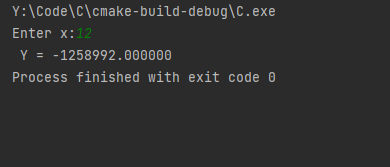 Y:\Code\C\cmake-build-debug\C.exe
Enter x:12
Y = -1258992.000000
Process finished with exit code 0